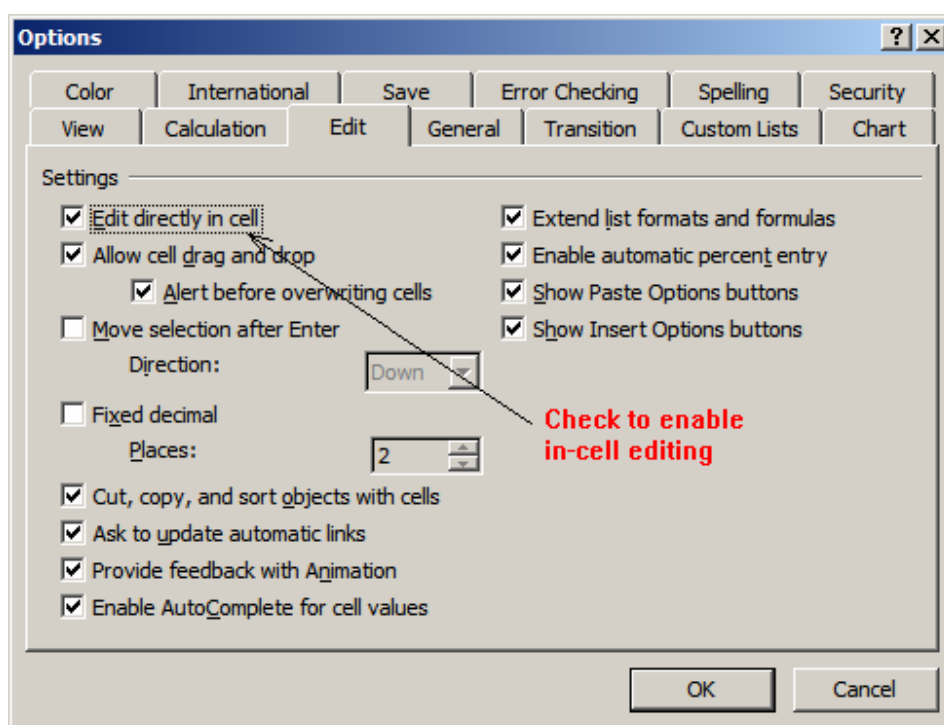 Options
Color International Save Error Checking Spelling Security
View Calculation Edit General Transition Custom Lists Chart
Settings
Edit directly in cell
Allow cell drag and drop
Alert before overwriting cells
Move selection after Enter
Direction: Down
Fixed decimal
Places: 2
Cut, copy, and sort objects with cells
Ask to update automatic links
Provide feedback with Animation
Enable AutoComplete for cell values
Extend list formats and formulas
Enable automatic percent entry
Show Paste Options buttons
Show Insert Options buttons
Check to enable
in-cell editing
OK Cancel